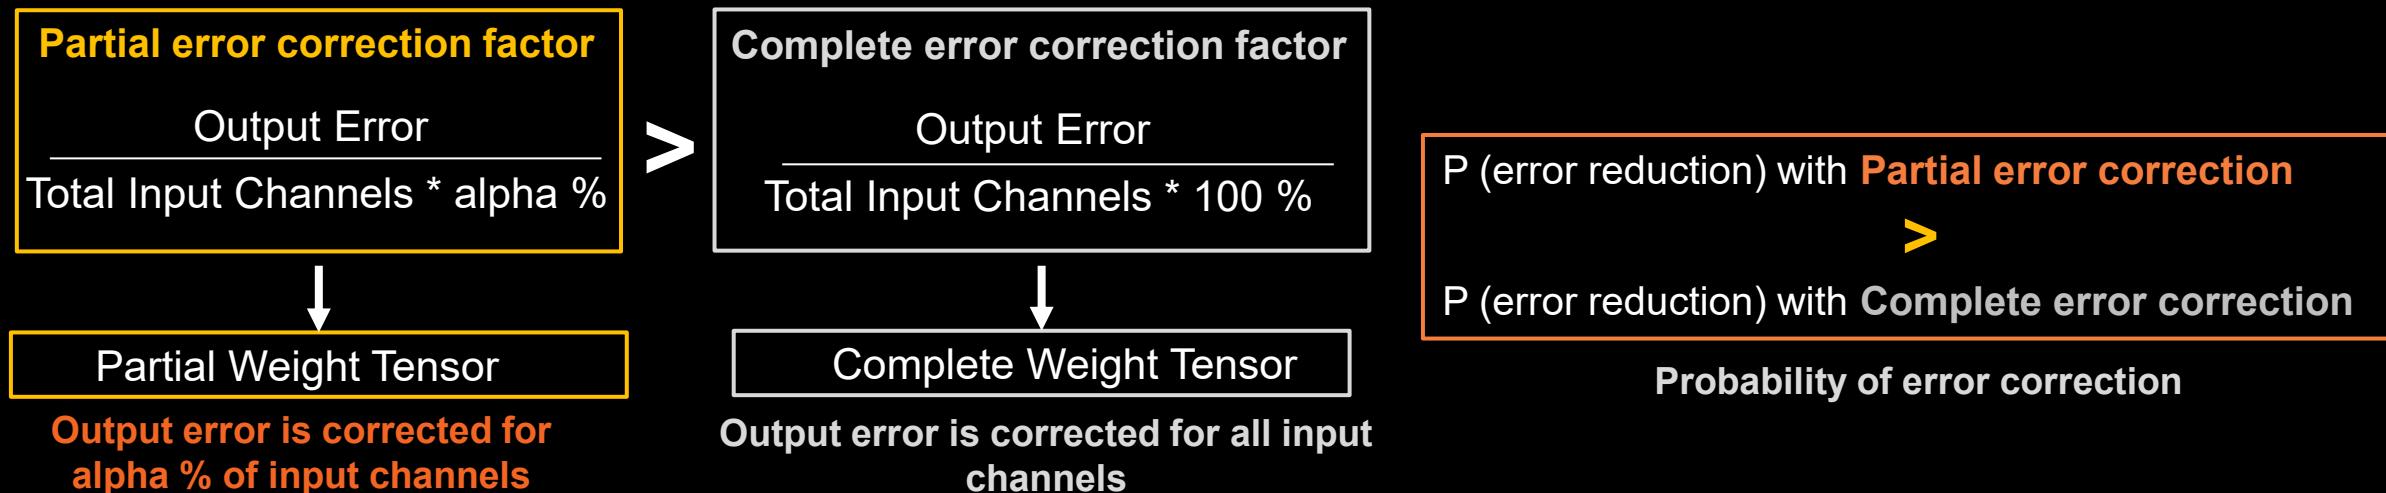 Partial error correction factor
Output Error
Total Input Channels * alpha %
>
Complete error correction factor
Output Error
Total Input Channels * 100 %
Partial Weight Tensor
Output error is corrected for
alpha % of input channels
Complete Weight Tensor
Output error is corrected for all input
channels
P (error reduction) with Partial error correction
>
P (error reduction) with Complete error correction
Probability of error correction